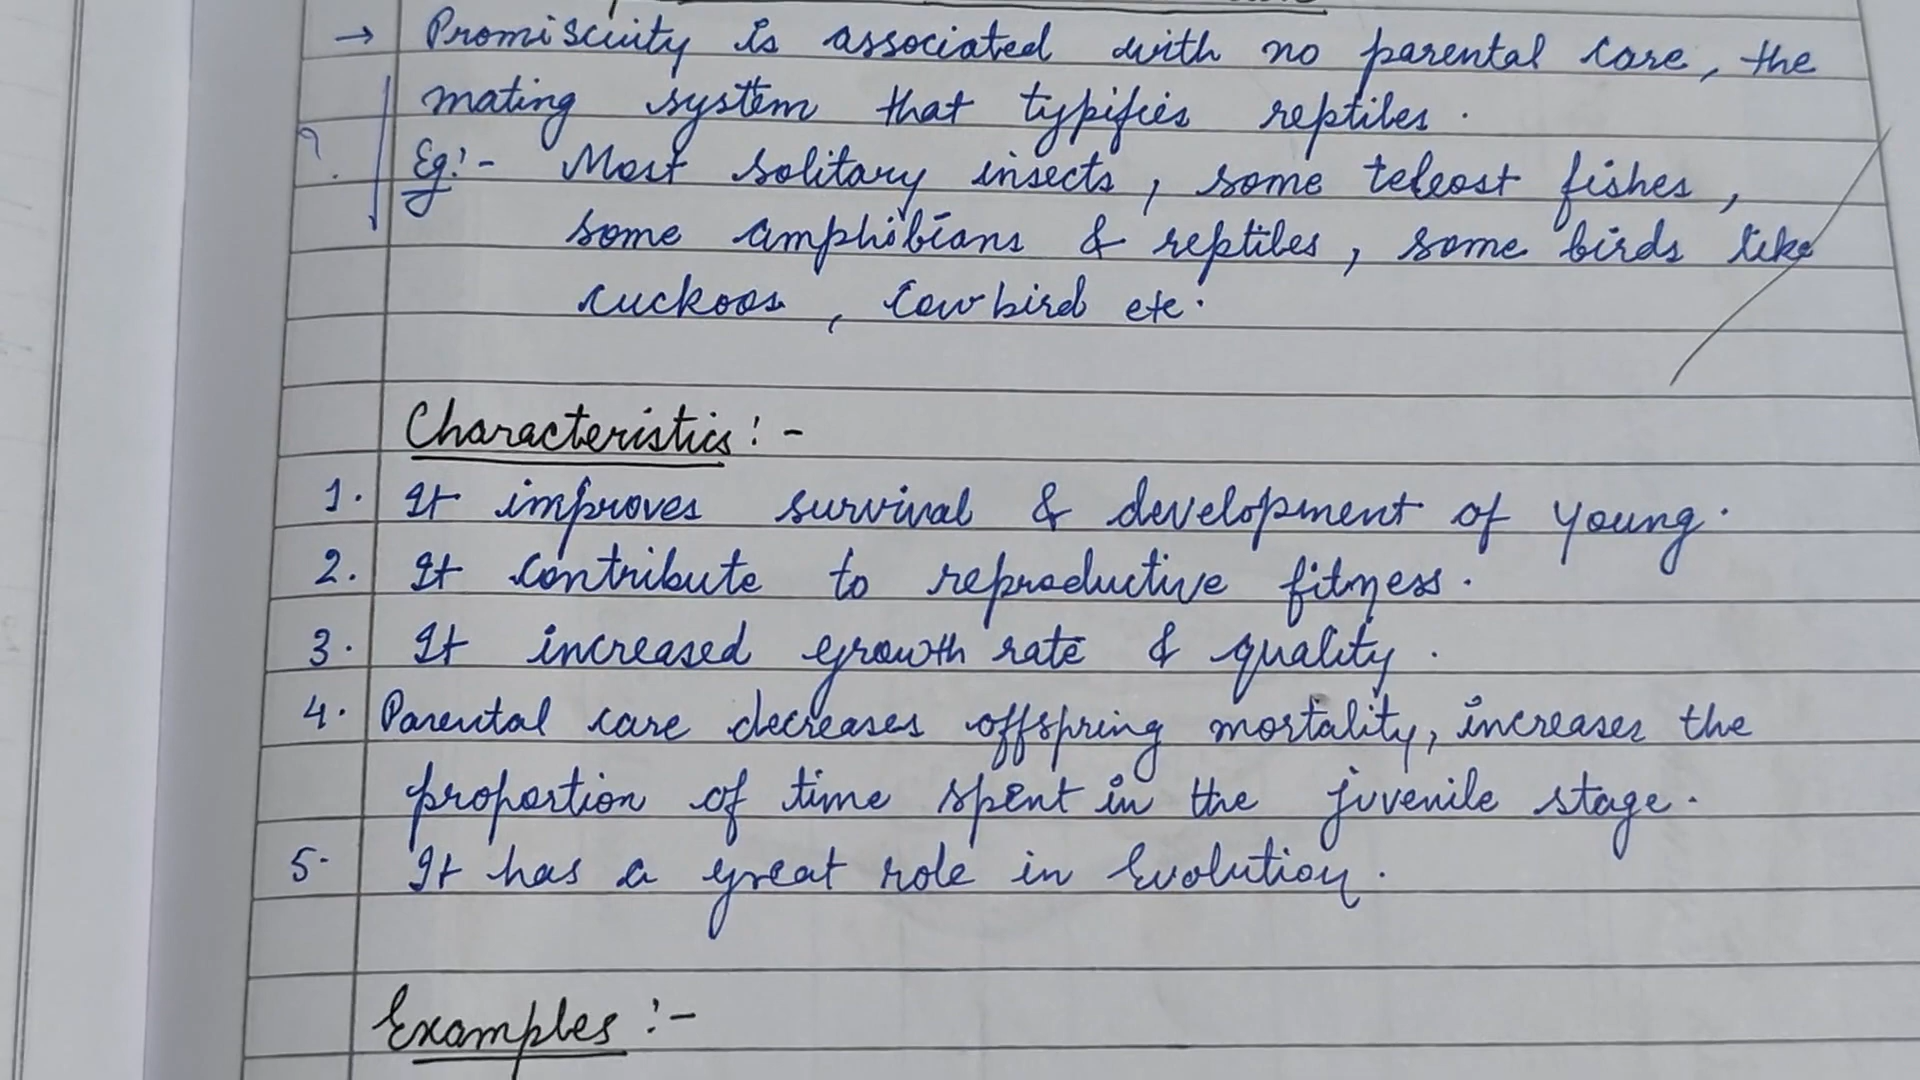 → Promiscuity is associated with no parental care, the
mating system that typifies reptiles.
?
Eg:- Most solitary insects, some teleost fishes,
some amphibians & reptiles, some birds like
cuckoos, Cowbird etc.
Characteristics:-
1. It improves survival & development of young.
2. It contribute to reproductive fitness.
3. It increased growth rate & quality.
4. Parental care decreases offspring mortality, increases the
proportion of time spent in the juvenile stage.
5. It has a great role in Evolution.
Examples:-